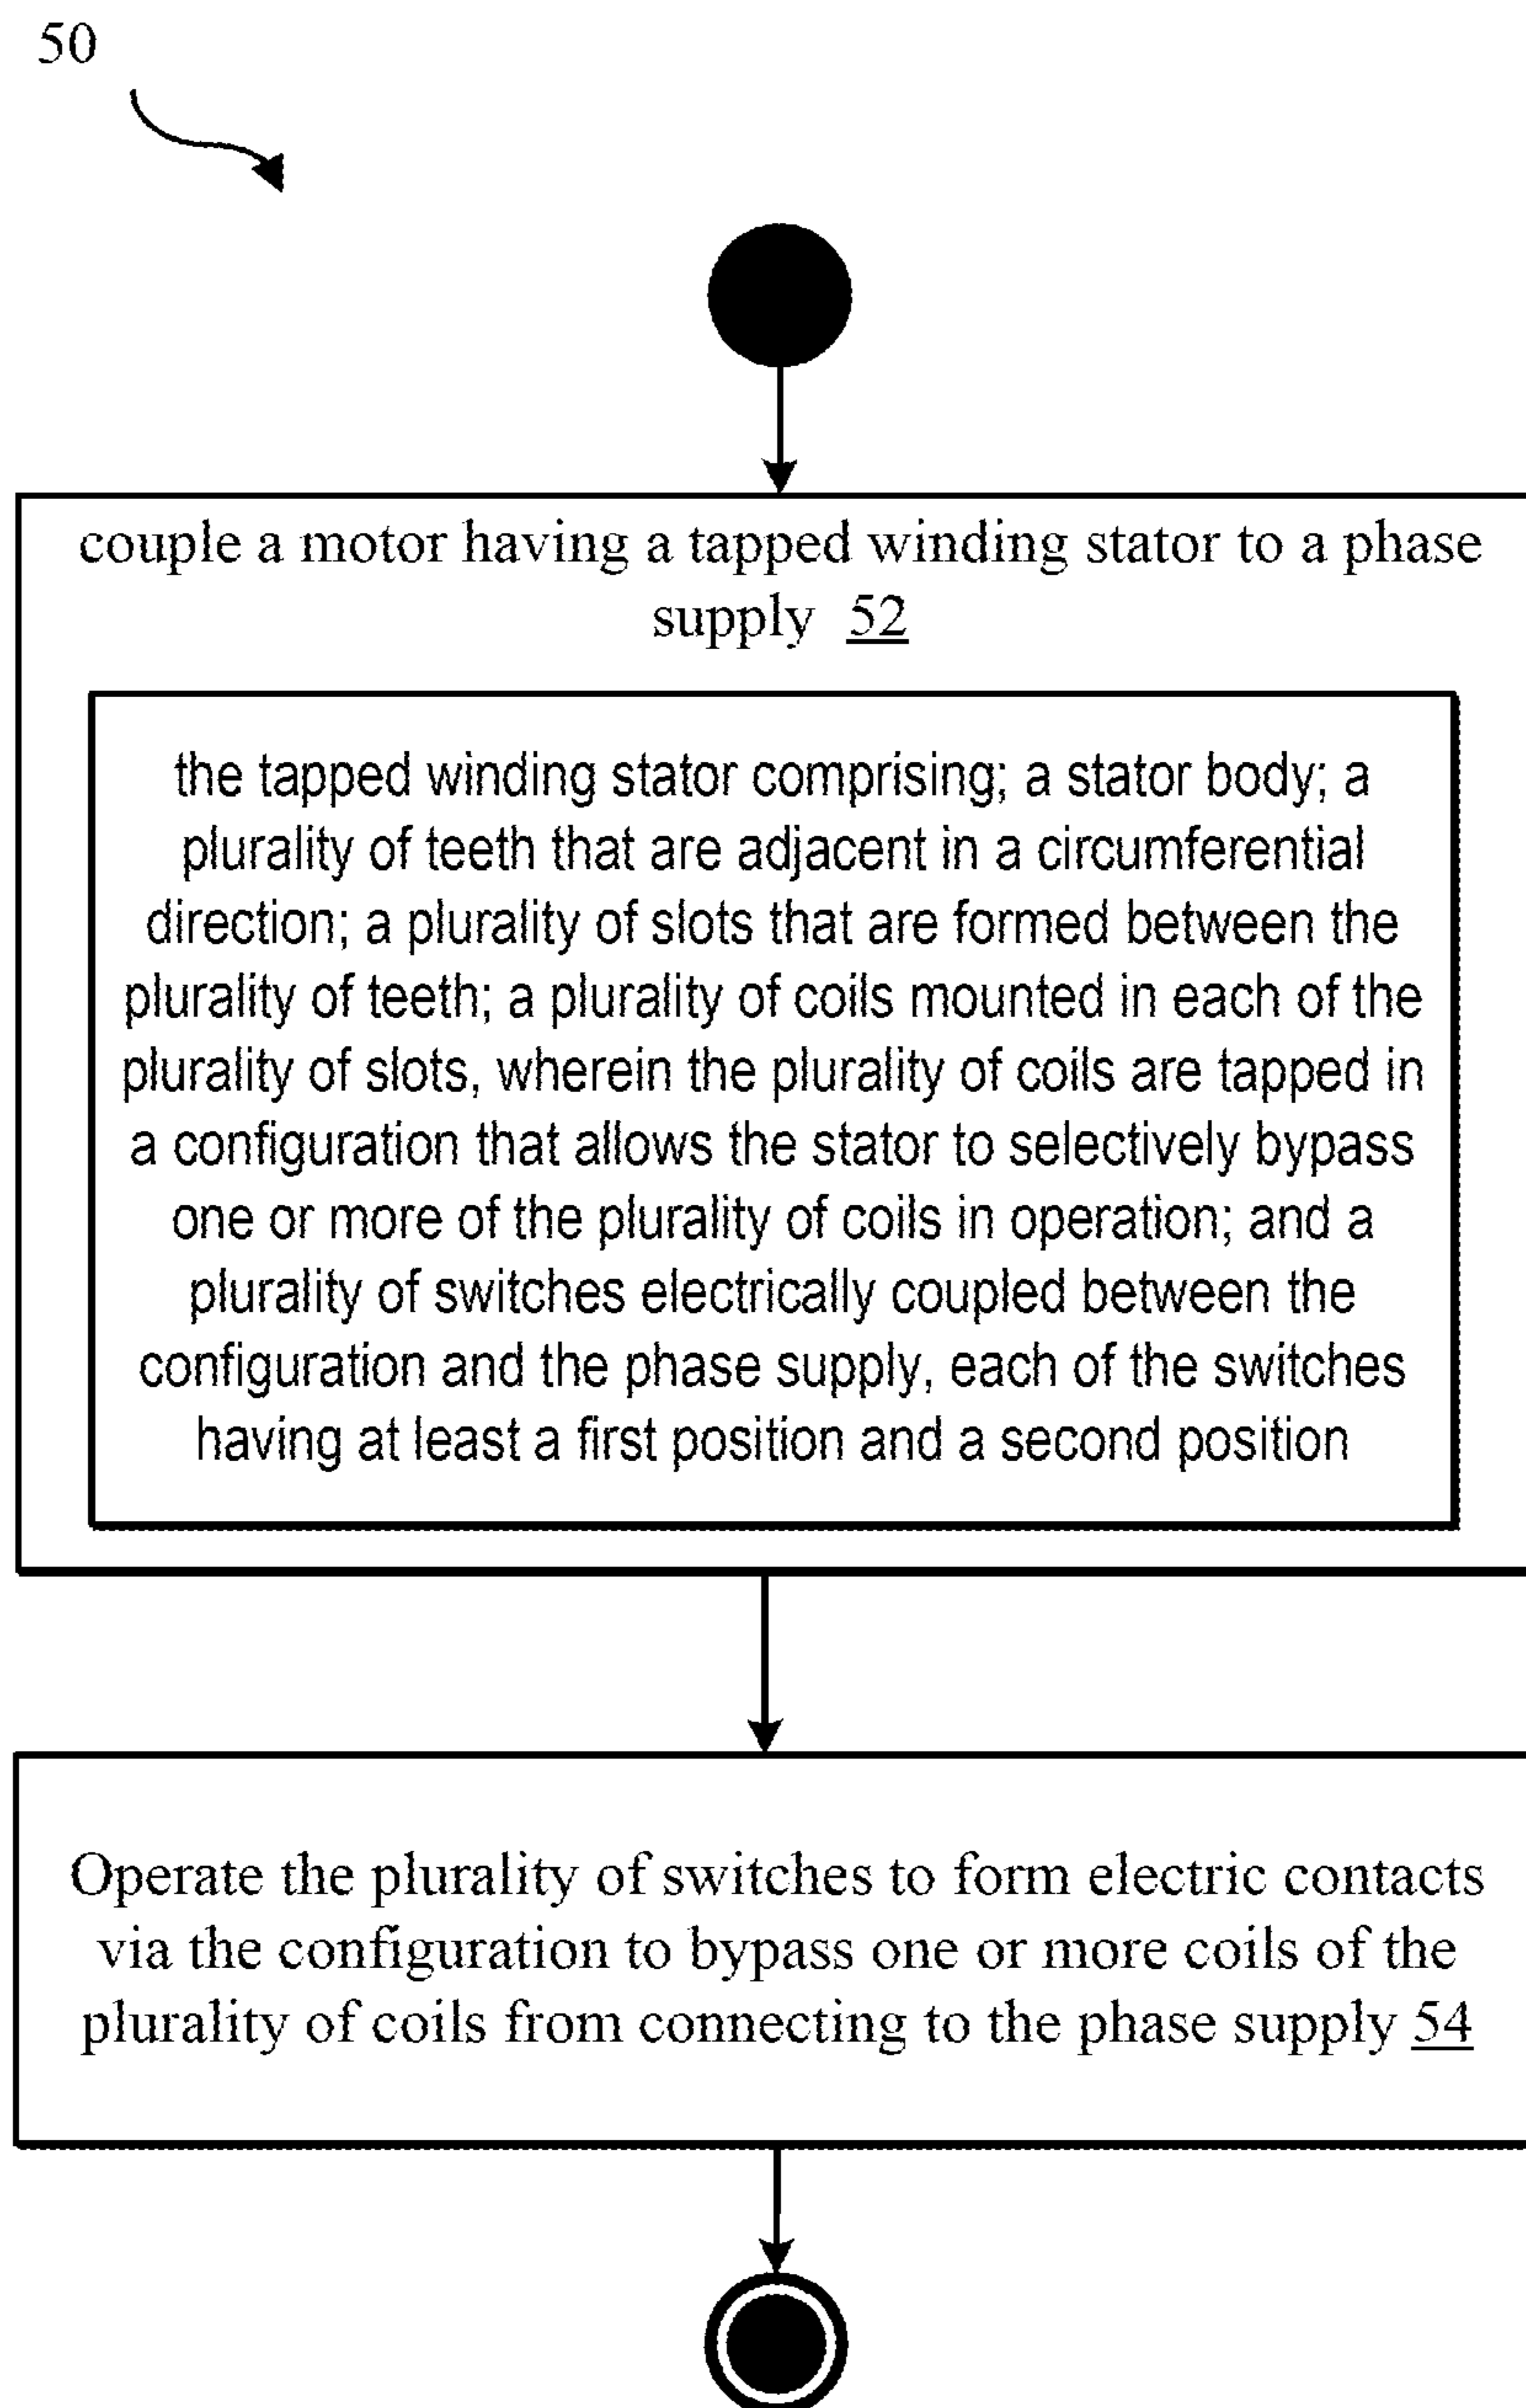 50
couple a motor having a tapped winding stator to a phase
supply 52
the tapped winding stator comprising; a stator body; a
plurality of teeth that are adjacent in a circumferential
direction; a plurality of slots that are formed between the
plurality of teeth; a plurality of coils mounted in each of the
plurality of slots, wherein the plurality of coils are tapped in
a configuration that allows the stator to selectively bypass
one or more of the plurality of coils in operation; and a
plurality of switches electrically coupled between the
configuration and the phase supply, each of the switches
having at least a first position and a second position
Operate the plurality of switches to form electric contacts
via the configuration to bypass one or more coils of the
plurality of coils from connecting to the phase supply 54